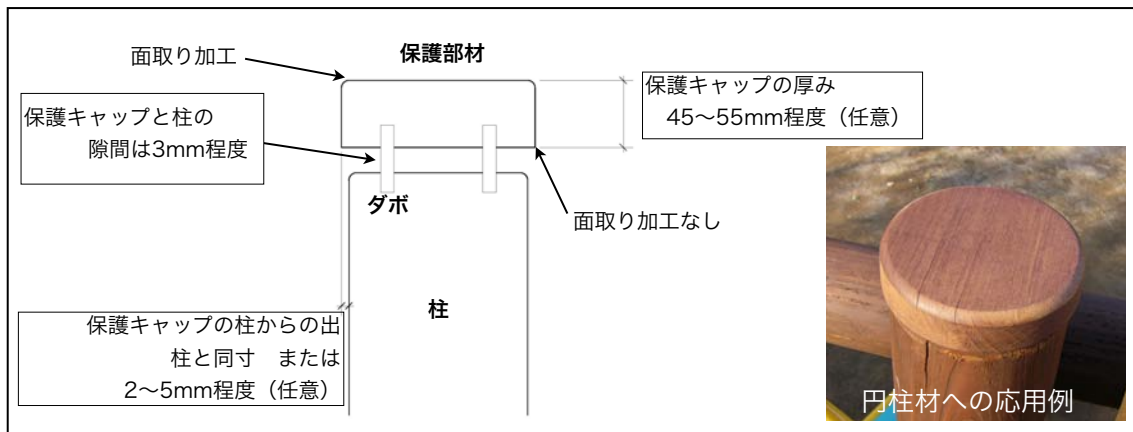 保護部材
面取り加工
保護キャップの厚み
45〜55mm程度（任意）
保護キャップと柱の
隙間は3mm程度
ダボ
面取り加工なし
柱
保護キャップの柱からの出
柱と同寸　または
2〜5mm程度（任意）
円柱材への応用例